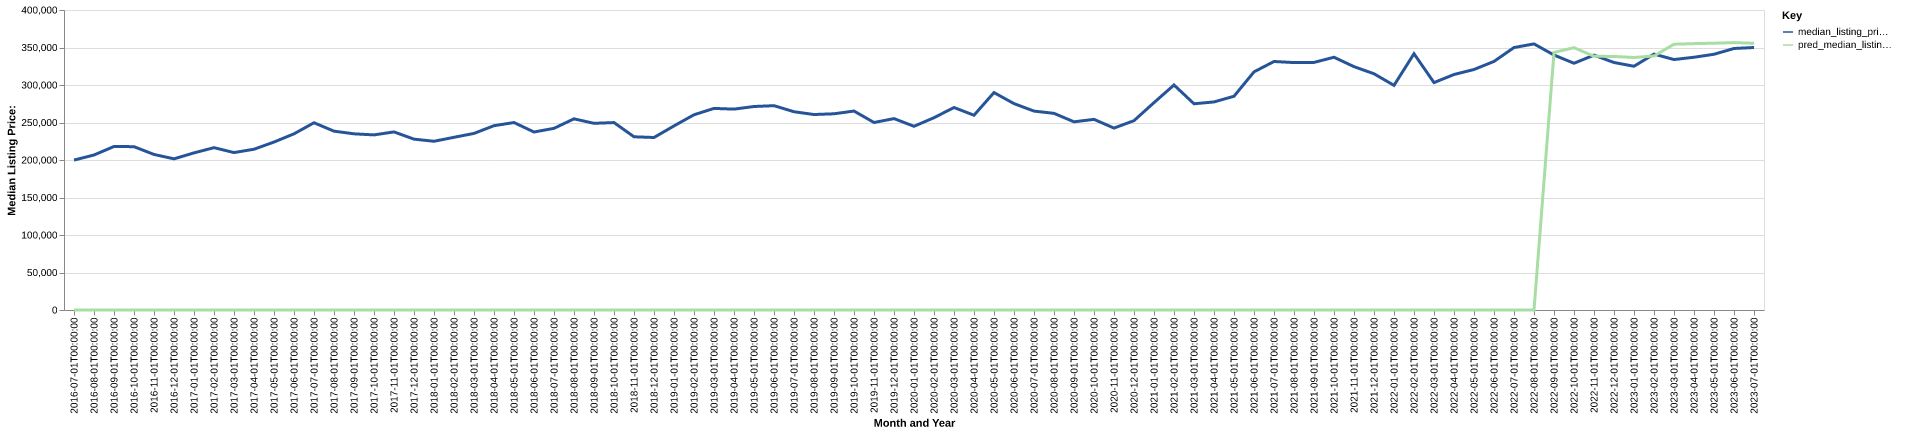 400,000
350,000
300,000
250,000
200,000
150,000
100,000
50,000
0
Median Listing Price:
2016-07-01T00:00:00
2016-08-01T00:00:00
2016-09-01T00:00:00
2016-10-01T00:00:00
2016-11-01T00:00:00
2016-12-01T00:00:00
2017-01-01T00:00:00
2017-02-01T00:00:00
2017-03-01T00:00:00
2017-04-01T00:00:00
2017-05-01T00:00:00
2017-06-01T00:00:00
2017-07-01T00:00:00
2017-08-01T00:00:00
2017-09-01T00:00:00
2017-10-01T00:00:00
2017-11-01T00:00:00
2017-12-01T00:00:00
2018-01-01T00:00:00
2018-02-01T00:00:00
2018-03-01T00:00:00
2018-04-01T00:00:00
2018-05-01T00:00:00
2018-06-01T00:00:00
2018-07-01T00:00:00
2018-08-01T00:00:00
2018-09-01T00:00:00
2018-10-01T00:00:00
2018-11-01T00:00:00
2018-12-01T00:00:00
2019-01-01T00:00:00
2019-02-01T00:00:00
2019-03-01T00:00:00
2019-04-01T00:00:00
2019-05-01T00:00:00
2019-06-01T00:00:00
2019-07-01T00:00:00
2019-08-01T00:00:00
2019-09-01T00:00:00
2019-10-01T00:00:00
2019-11-01T00:00:00
2019-12-01T00:00:00
2020-01-01T00:00:00
2020-02-01T00:00:00
2020-03-01T00:00:00
2020-04-01T00:00:00
2020-05-01T00:00:00
2020-06-01T00:00:00
2020-07-01T00:00:00
2020-08-01T00:00:00
2020-09-01T00:00:00
2020-10-01T00:00:00
2020-11-01T00:00:00
2020-12-01T00:00:00
2021-01-01T00:00:00
2021-02-01T00:00:00
2021-03-01T00:00:00
2021-04-01T00:00:00
2021-05-01T00:00:00
2021-06-01T00:00:00
2021-07-01T00:00:00
2021-08-01T00:00:00
2021-09-01T00:00:00
2021-10-01T00:00:00
2021-11-01T00:00:00
2021-12-01T00:00:00
2022-01-01T00:00:00
2022-02-01T00:00:00
2022-03-01T00:00:00
2022-04-01T00:00:00
2022-05-01T00:00:00
2022-06-01T00:00:00
2022-07-01T00:00:00
2022-08-01T00:00:00
2022-09-01T00:00:00
2022-10-01T00:00:00
2022-11-01T00:00:00
2022-12-01T00:00:00
2023-01-01T00:00:00
2023-02-01T00:00:00
2023-03-01T00:00:00
2023-04-01T00:00:00
2023-05-01T00:00:00
2023-06-01T00:00:00
2023-07-01T00:00:00
Month and Year
Key
median_listing_pri…
pred_median_listin…